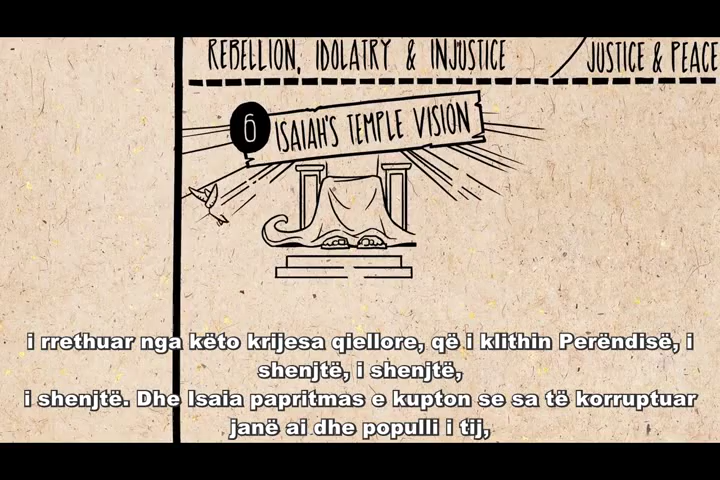 REBELLION, IDOLATRY & INJUSTICE
JUSTICE & PEACE
6 ISAIAH'S TEMPLE VISION
i rrethuar nga këto krijesa qiellore, që i klithin Perëndisë, i
shenjtë, i shenjtë,
i shenjtë. Dhe Isaia papritmas e kupton se sa të korruptuar
janë ai dhe populli i tij,